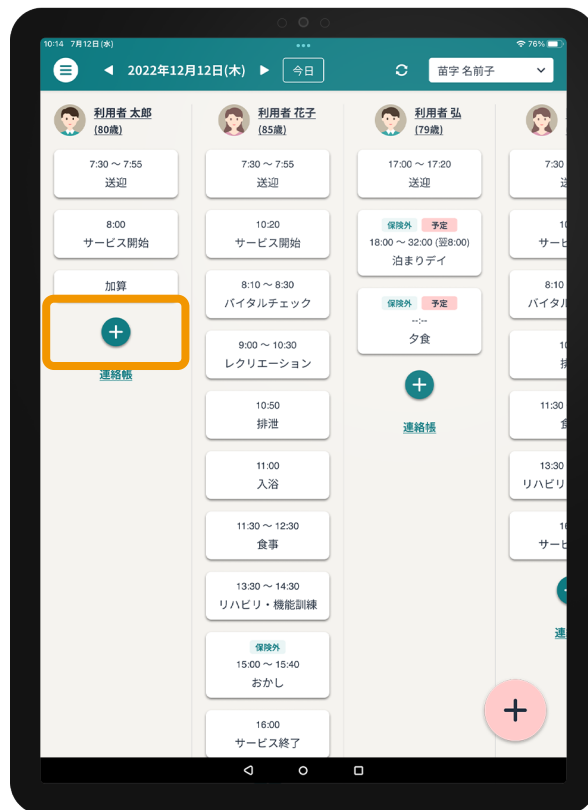 10:14 7月12日(水)
76%
2022年12月12日(木)
今日
苗字 名前子
利用者 太郎
(80歳)
7:30 ～ 7:55
送迎
8:00
サービス開始
加算
連絡帳
利用者 花子
(85歳)
7:30 ～ 7:55
送迎
10:20
サービス開始
8:10 ～ 8:30
バイタルチェック
9:00 ～ 10:30
レクリエーション
10:50
排泄
11:00
入浴
11:30 ～ 12:30
食事
13:30 ～ 14:30
リハビリ・機能訓練
保険外
15:00 ～ 15:40
おかし
16:00
サービス終了
利用者 弘
(79歳)
17:00 ～ 17:20
送迎
保険外 予定
18:00 ～ 32:00 (翌8:00)
泊まりデイ
保険外 予定
--:--
夕食
連絡帳
7:30
8:10
11:30
13:30
リハビリ